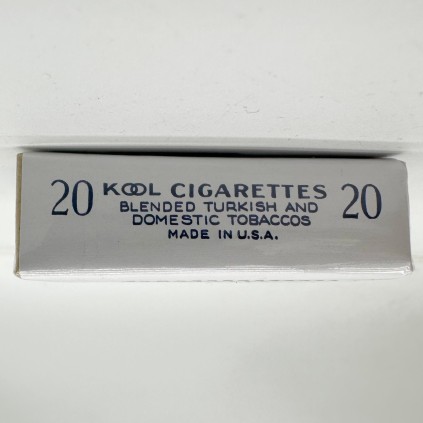 20 KOOL CIGARETTES 20
BLENDED TURKISH AND
DOMESTIC TOBACCOS
MADE IN U.S.A.